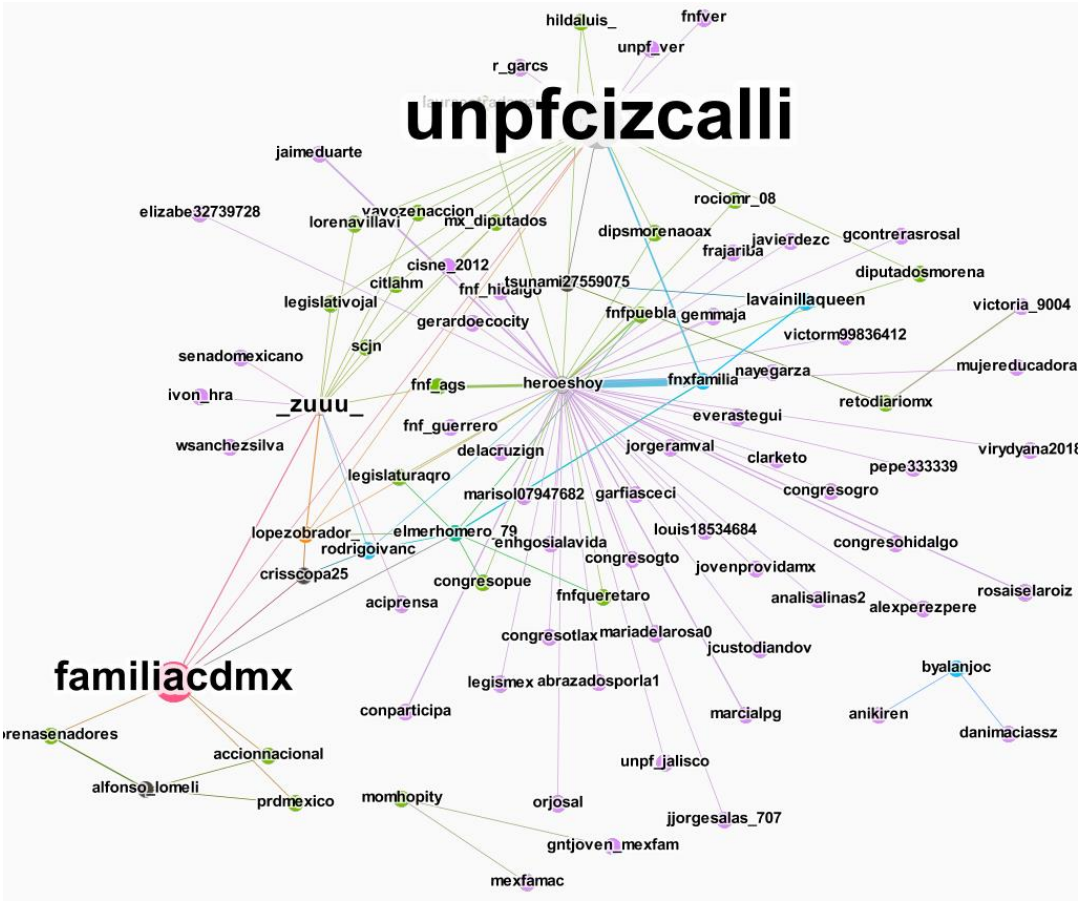 hildaluis_
fnfver
unpf_ver
r_garcs
unpfcizcalli
jaimeduarte
rociomr_08
elizabe32739728
vavozenaccion
lorenavillavi
mx_diputados
dipsmorenaoax
javierdezc
gcontrerasrosal
frajariba
cisne_2012
diputadosmorena
citlahm
fnf_hidalgo
tsunami27559075
legislativojal
lavainillaqueen
victoria_9004
fnfpuebla
gemmaja
gerardoecocity
victorm99836412
scjn
senadomexicano
mujereducadora
nayegarza
fnf_ags
heroeshoy
fnxfamilia
ivon_hra
_zuuu_
retodiariomx
everastegui
fnf_guerrero
wsanchezsilva
jorgeramval
delacruzign
virydyana2018
clarketo
pepe333339
legislaturaqro
marisol07947682
garfiasceci
congresogro
lopezobrador_
elmerhomero_79
louis18534684
enhgosialavida
congresohidalgo
rodrigoivanc
congresogto
crisscopa25
jovenprovidamx
congresopue
rosaiselaroiz
fnfqueretaro
analisalinas2
aciprensa
alexperezpere
congresotlax
mariadelarosa0
jcustodiandov
familiacdmx
byalanjoc
legismex
abrazadosporla1
conparticipa
marcialpg
anikiren
orenasenadores
danimaciassz
accionnacional
unpf_jalisco
alfonso_lomeli
prdmexico
momhopity
orjosal
jjorgesalas_707
gntjoven_mexfam
mexfamac